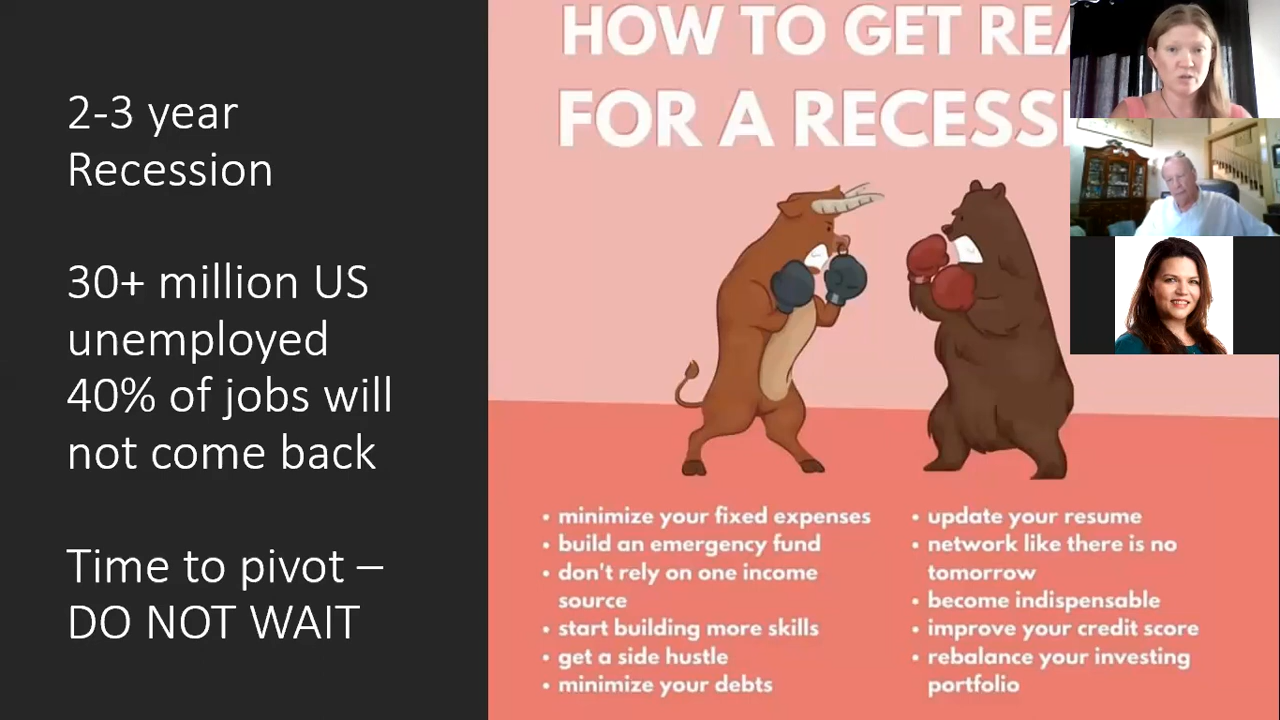 2-3 year
Recession
30+ million US
unemployed
40% of jobs will
not come back
Time to pivot –
DO NOT WAIT
HOW TO GET
FOR A
• minimize your fixed expenses
• build an emergency fund
• don't rely on one income
source
• start building more skills
• get a side hustle
• minimize your debts
• update your resume
• network like there is no
tomorrow
• become indispensable
• improve your credit score
• rebalance your investing
portfolio